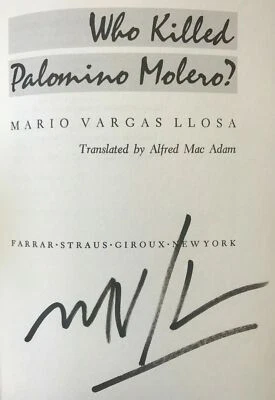 Who Killed
Palomino Molero?
MARIO VARGAS LLOSA
Translated by Alfred Mac Adam
FARRAR·STRAUS·GIROUX·NEW YORK